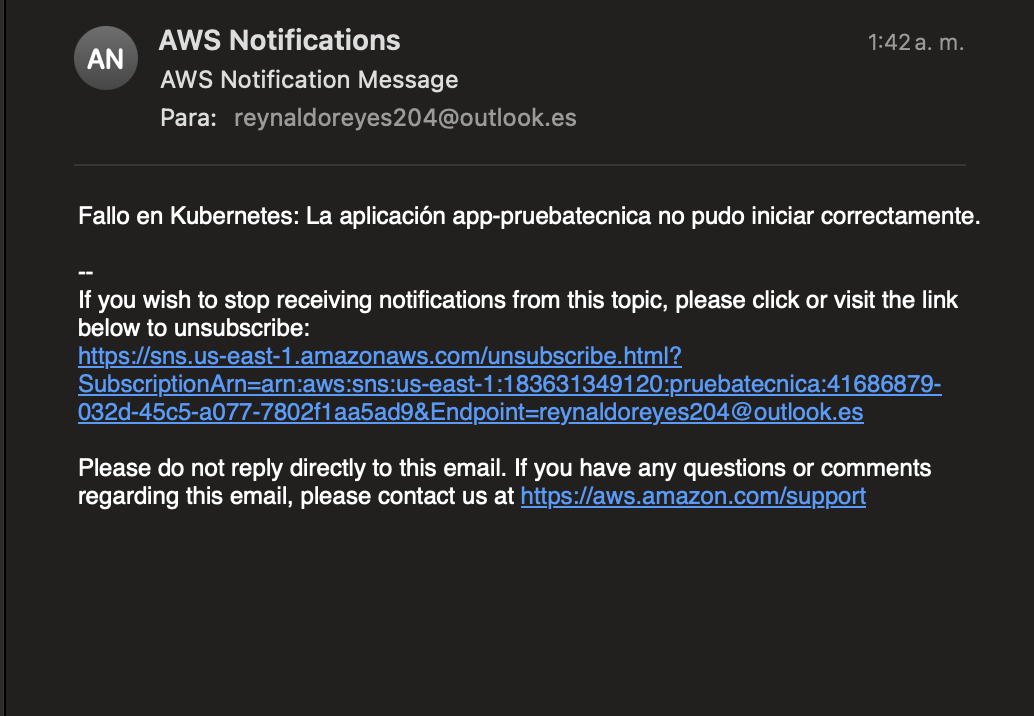 AN
AWS Notifications
1:42 a. m.
AWS Notification Message
Para: reynaldoreyes204@outlook.es
Fallo en Kubernetes: La aplicación app-pruebatecnica no pudo iniciar correctamente.
--
If you wish to stop receiving notifications from this topic, please click or visit the link
below to unsubscribe:
https://sns.us-east-1.amazonaws.com/unsubscribe.html?
SubscriptionArn=arn:aws:sns:us-east-1:183631349120:pruebatecnica:41686879-
032d-45c5-a077-7802f1aa5ad9&Endpoint=reynaldoreyes204@outlook.es
Please do not reply directly to this email. If you have any questions or comments
regarding this email, please contact us at https://aws.amazon.com/support